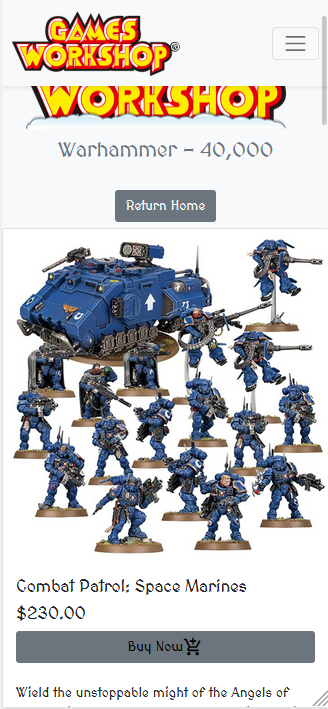 GAMES
WORKSHOP®
WORKSHOP
Warhammer - 40,000
Return Home
Combat Patrol: Space Marines
$230.00
Buy Now
Wield the unstoppable might of the Angels of